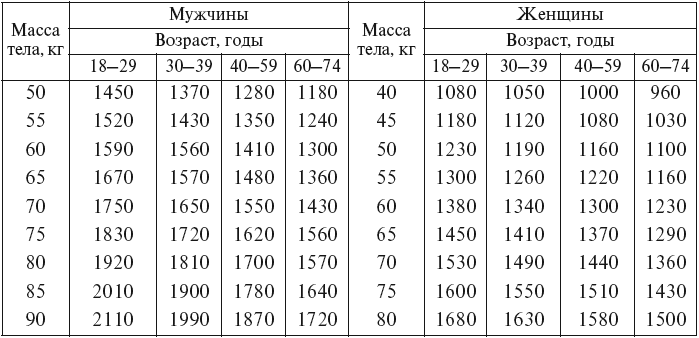 Масса тела, кг Мужчины Масса тела, кг Женщины
Возраст, годы Возраст, годы
18–29 30–39 40–59 60–74 18–29 30–39 40–59 60–74
50 1450 1370 1280 1180 40 1080 1050 1000 960
55 1520 1430 1350 1240 45 1180 1120 1080 1030
60 1590 1560 1410 1300 50 1230 1190 1160 1100
65 1670 1570 1480 1360 55 1300 1260 1220 1160
70 1750 1650 1550 1430 60 1380 1340 1300 1230
75 1830 1720 1620 1560 65 1450 1410 1370 1290
80 1920 1810 1700 1570 70 1530 1490 1440 1360
85 2010 1900 1780 1640 75 1600 1550 1510 1430
90 2110 1990 1870 1720 80 1680 1630 1580 1500